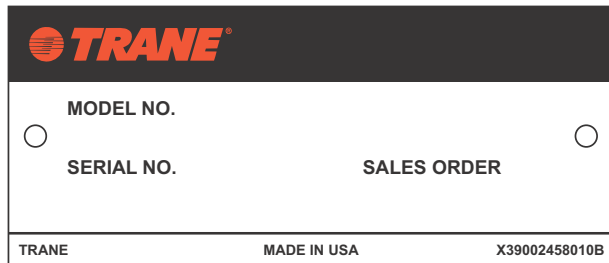 TRANE®
MODEL NO.
SERIAL NO. SALES ORDER
TRANE MADE IN USA X39002458010B